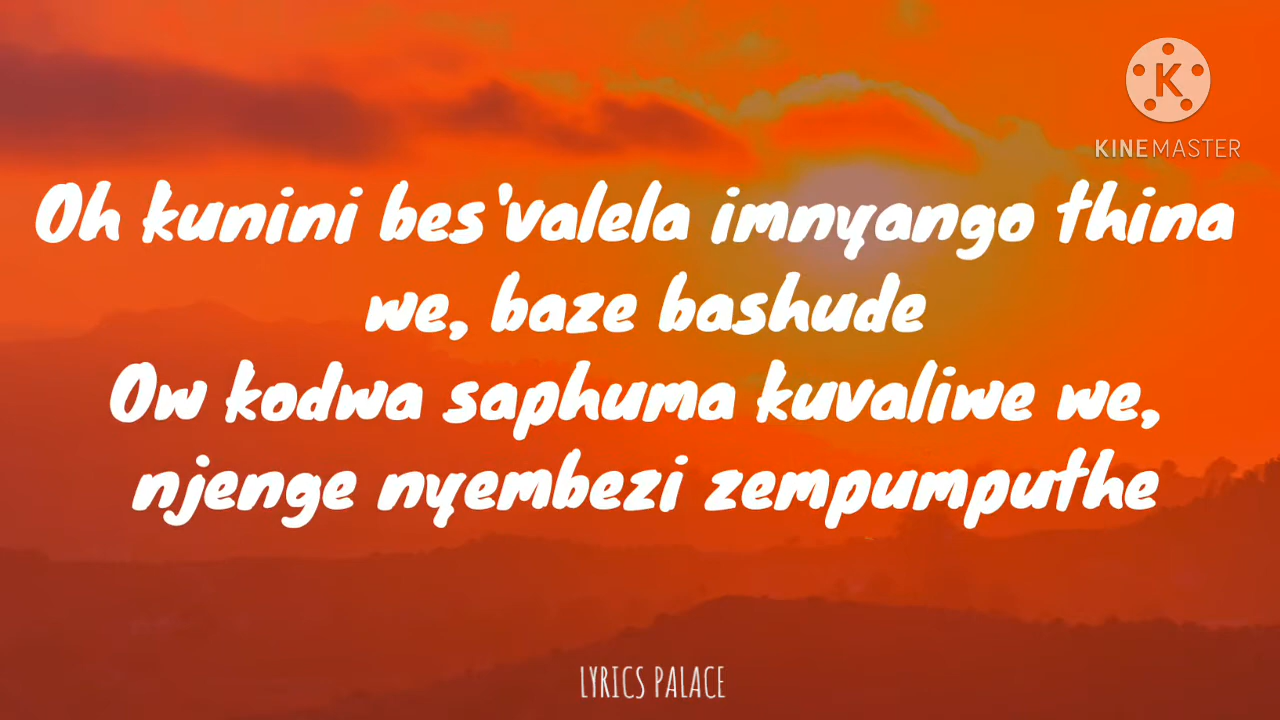 K
KINEMASTER
Oh kunini bes'valela imnyango thina
we, baze bashude
Ow kodwa saphuma kuvaliwe we,
njenge nyembezi zempumputhe
LYRICS PALACE